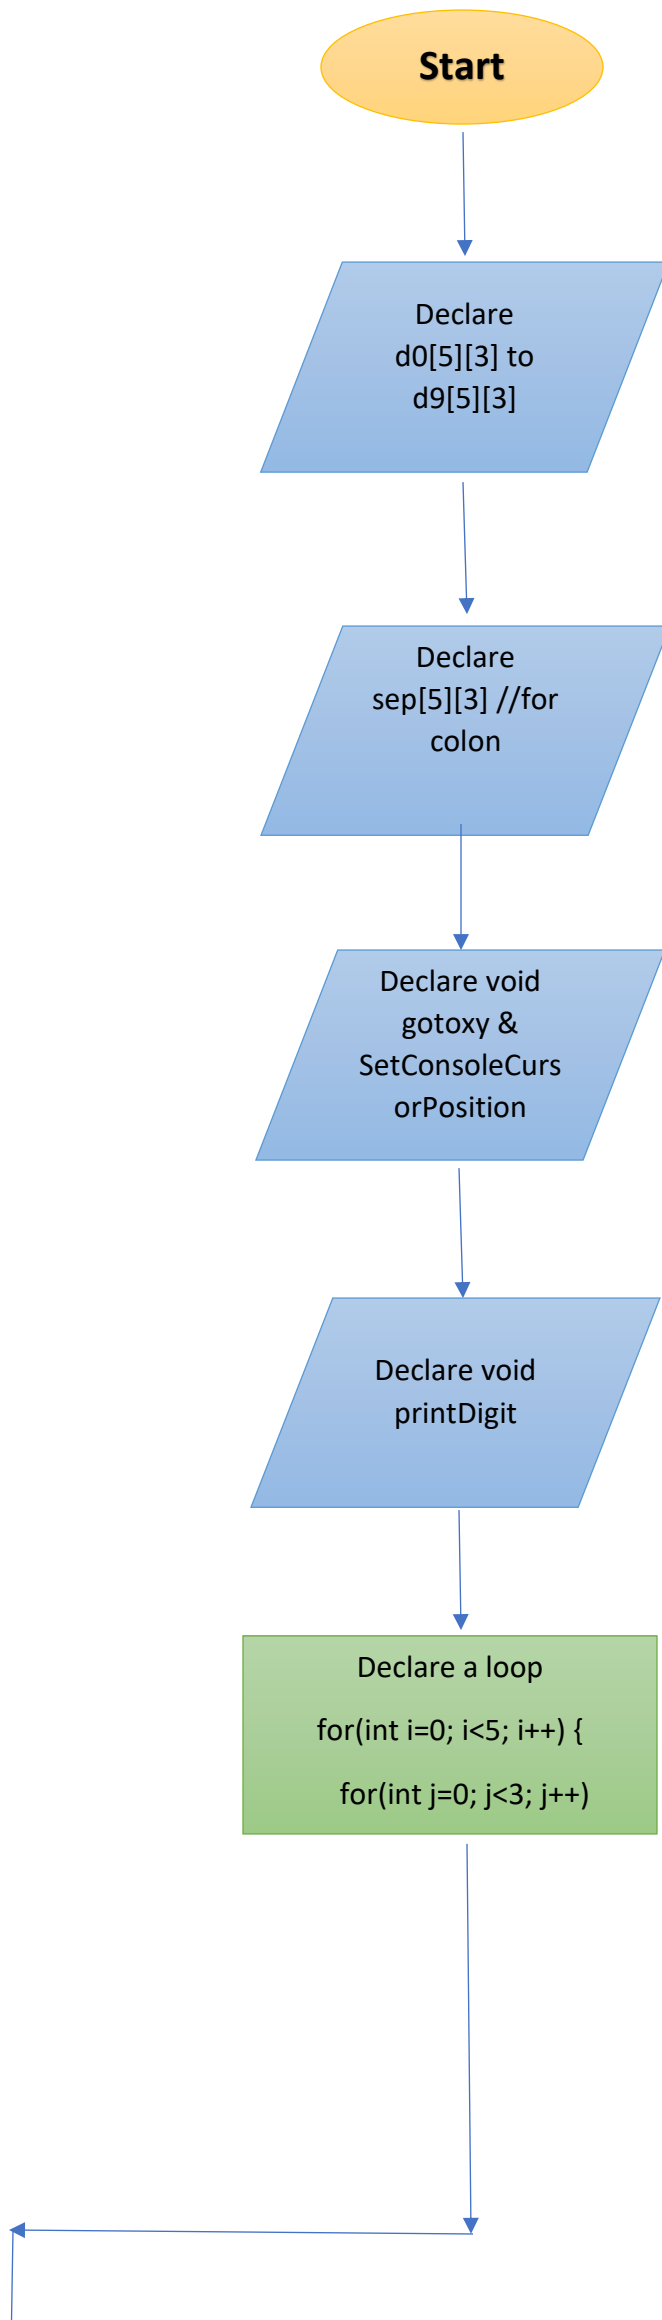 Start
Declare
d0[5][3] to
d9[5][3]
Declare
sep[5][3] //for
colon
Declare void
gotoxy &
SetConsoleCurs
orPosition
Declare void
printDigit
Declare a loop
for(int i=0; i<5; i++) {
for(int j=0; j<3; j++)